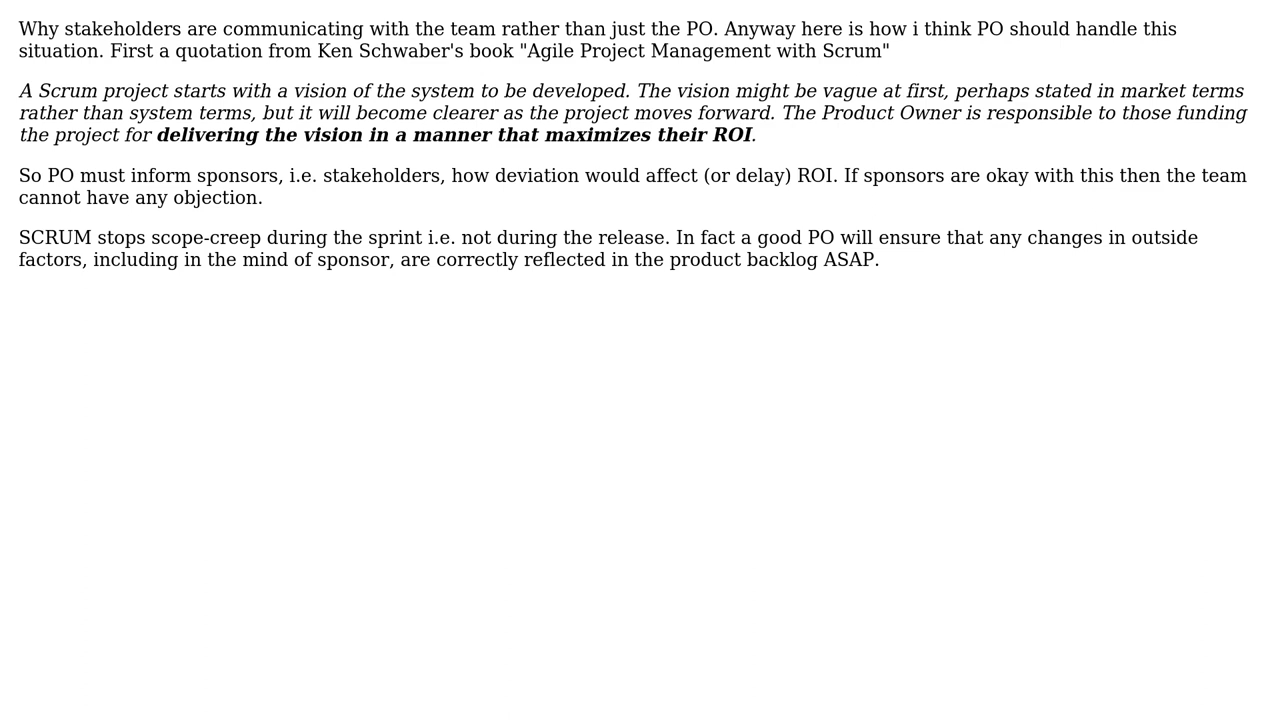 Why stakeholders are communicating with the team rather than just the PO. Anyway here is how i think PO should handle this
situation. First a quotation from Ken Schwaber's book "Agile Project Management with Scrum"
A Scrum project starts with a vision of the system to be developed. The vision might be vague at first, perhaps stated in market terms
rather than system terms, but it will become clearer as the project moves forward. The Product Owner is responsible to those funding
the project for delivering the vision in a manner that maximizes their ROI.
So PO must inform sponsors, i.e. stakeholders, how deviation would affect (or delay) ROI. If sponsors are okay with this then the team
cannot have any objection.
SCRUM stops scope-creep during the sprint i.e. not during the release. In fact a good PO will ensure that any changes in outside
factors, including in the mind of sponsor, are correctly reflected in the product backlog ASAP.